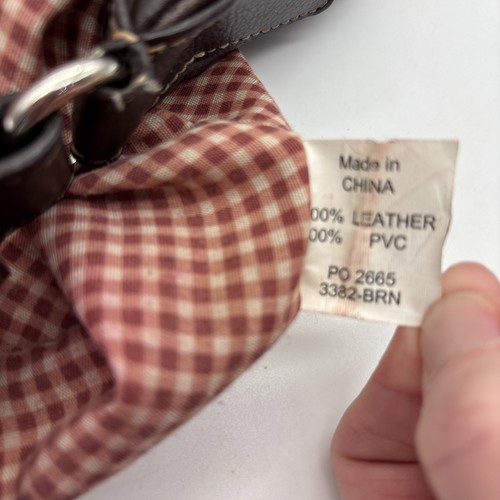 Made in
CHINA
00% LEATHER
00% PVC
PO 2665
3382-BRN